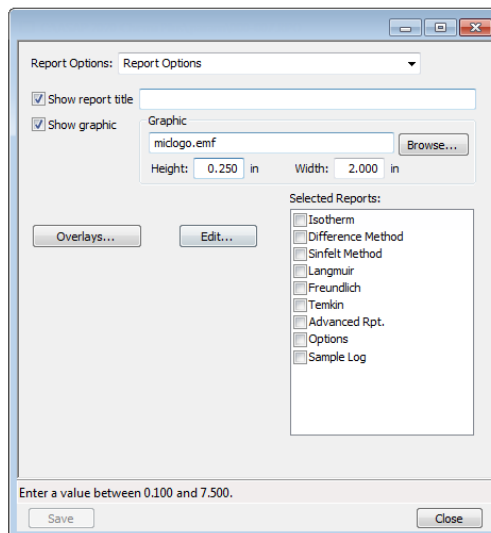 Report Options: Report Options
Show report title
Show graphic
Graphic
miclogo.emf Browse...
Height: 0.250 in Width: 2.000 in
Selected Reports:
Overlays... Edit...
Isotherm
Difference Method
Sinfelt Method
Langmuir
Freundlich
Temkin
Advanced Rpt.
Options
Sample Log
Enter a value between 0.100 and 7.500.
Save Close